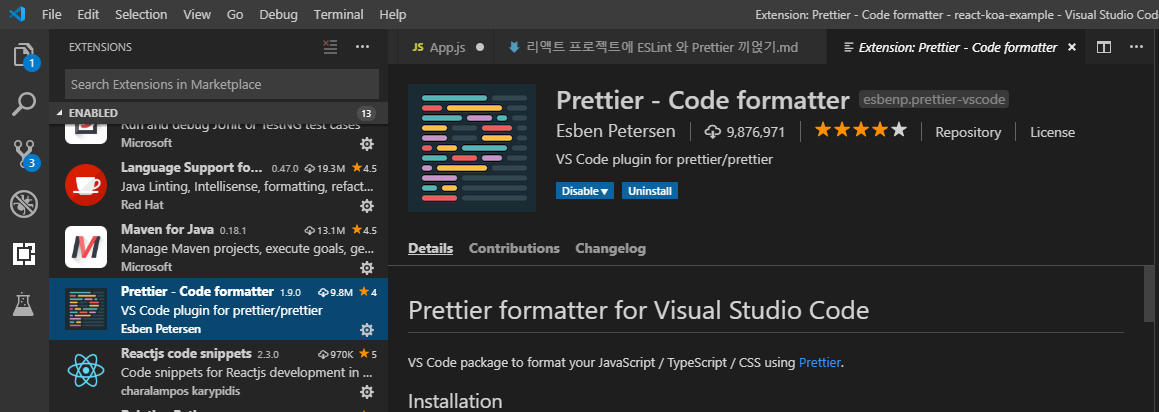 File Edit Selection View Go Debug Terminal Help
Extension: Prettier - Code formatter - react-koa-example - Visual Studio Cod
EXTENSIONS
Search Extensions in Marketplace
ENABLED 13
Run and debug JUnit or TestNG test cases
Microsoft
Language Support fo... 0.47.0 19.3M 4.5
Java Linting, Intellisense, formatting, refact...
Red Hat
Maven for Java 0.18.1 13.1M 4.5
Manage Maven projects, execute goals, ge...
Microsoft
Prettier - Code formatter 1.9.0 9.8M 4
VS Code plugin for prettier/prettier
Esben Petersen
Reactjs code snippets 2.3.0 970K 5
Code snippets for Reactjs development in ...
charalampos karypidis
1
3
JS App.js
리액트 프로젝트에 ESLint 와 Prettier 끼얹기.md
Extension: Prettier - Code formatter
Prettier - Code formatter esbenp.prettier-vscode
Esben Petersen 9,876,971 Repository License
VS Code plugin for prettier/prettier
Disable Uninstall
Details Contributions Changelog
Prettier formatter for Visual Studio Code
VS Code package to format your JavaScript / TypeScript / CSS using Prettier.
Installation